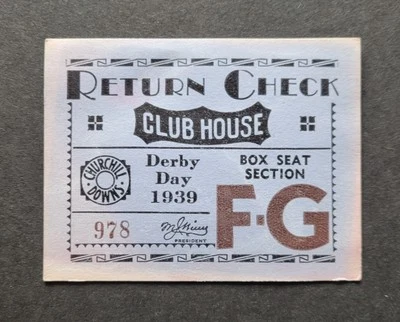 RETURN CHECK
CLUB HOUSE
CHURCHILL
DOWNS
Derby
Day
1939
BOX SEAT
SECTION
F-G
978
PRESIDENT